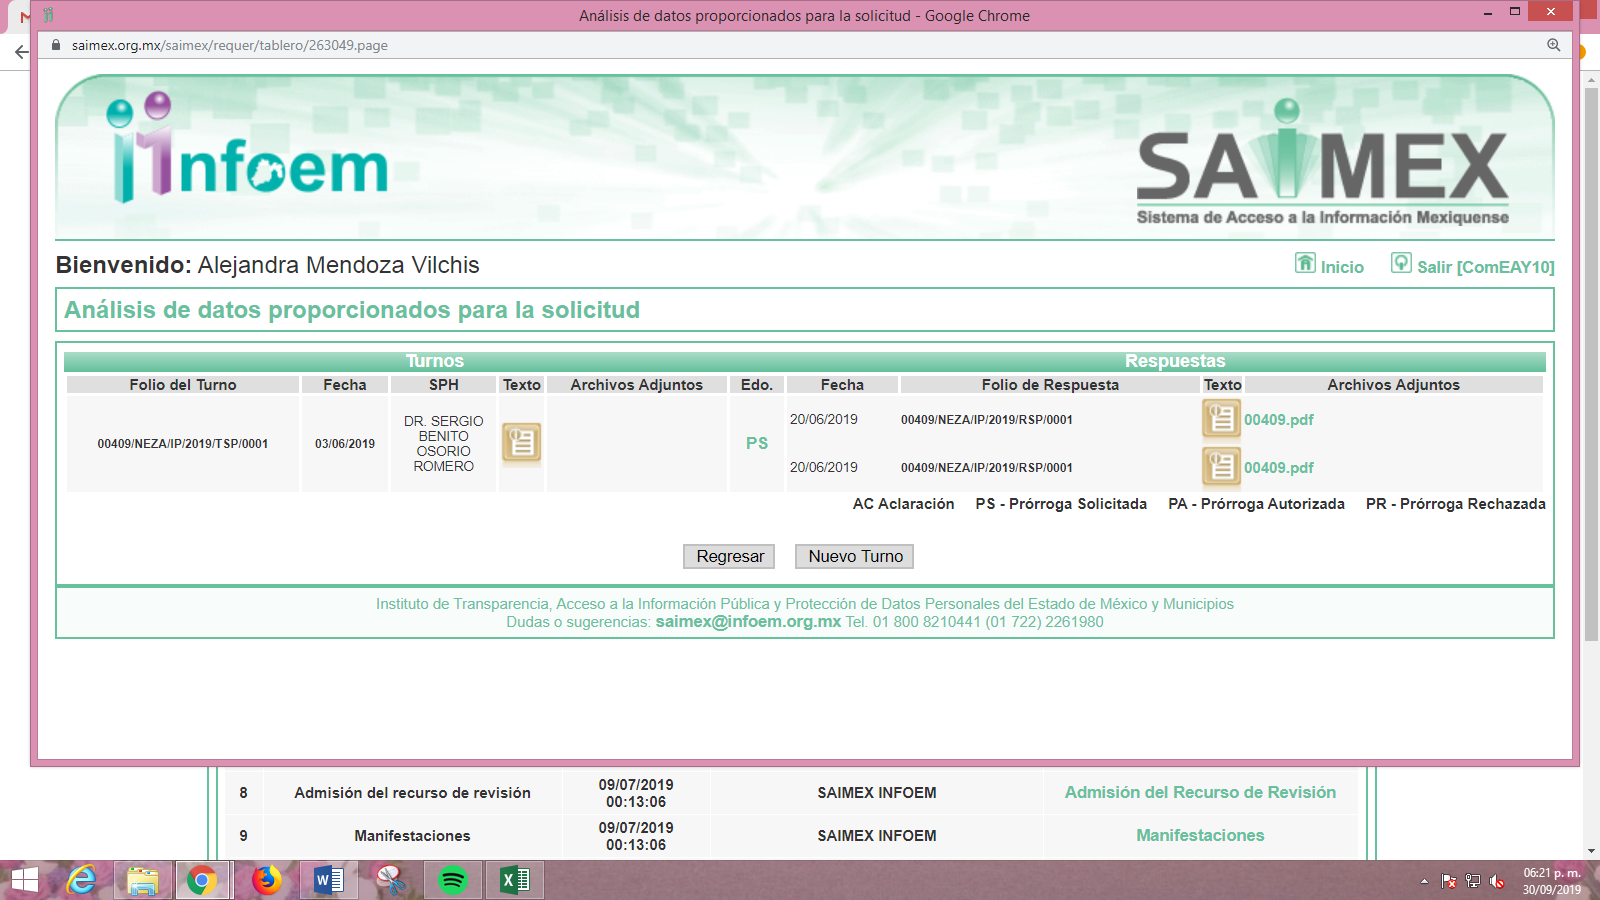 Análisis de datos proporcionados para la solicitud - Google Chrome
saimex.org.mx/saimex/requer/tablero/263049.page
infoem
SAIMEX
Sistema de Acceso a la Información Mexiquense
Bienvenido: Alejandra Mendoza Vilchis
Inicio Salir [ComEAY10]
Análisis de datos proporcionados para la solicitud
Turnos Respuestas
Folio del Turno Fecha SPH Texto Archivos Adjuntos Edo. Fecha Folio de Respuesta Texto Archivos Adjuntos
00409/NEZA/IP/2019/TSP/0001 03/06/2019 DR. SERGIO
BENITO
OSORIO
ROMERO
PS
20/06/2019 00409/NEZA/IP/2019/RSP/0001 00409.pdf
20/06/2019 00409/NEZA/IP/2019/RSP/0001 00409.pdf
AC Aclaración PS - Prórroga Solicitada PA - Prórroga Autorizada PR - Prórroga Rechazada
Regresar Nuevo Turno
Instituto de Transparencia, Acceso a la Información Pública y Protección de Datos Personales del Estado de México y Municipios
Dudas o sugerencias: saimex@infoem.org.mx Tel. 01 800 8210441 (01 722) 2261980
8 Admisión del recurso de revisión 09/07/2019
00:13:06 SAIMEX INFOEM Admisión del Recurso de Revisión
9 Manifestaciones 09/07/2019
00:13:06 SAIMEX INFOEM Manifestaciones
06:21 p. m.
30/09/2019